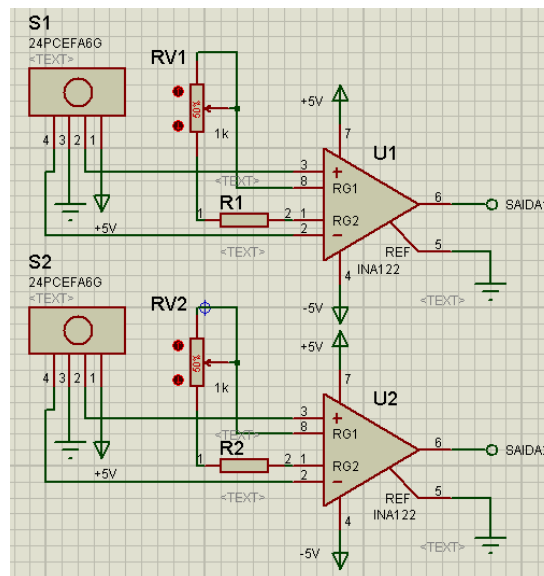 S1
24PCEFA6G
<TEXT>
RV1
50%
1k
<TEXT>
4 3 2 1
+5V
R1
1 2
<TEXT>
+5V
7
U1
3
8
1
2
+
RG1
RG2
−
6
SAIDA1
REF
5
INA122
4
<TEXT>
-5V
S2
24PCEFA6G
<TEXT>
RV2
50%
1k
<TEXT>
4 3 2 1
+5V
R2
1 2
<TEXT>
+5V
7
U2
3
8
1
2
+
RG1
RG2
−
6
REF
5
INA122
4
<TEXT>
-5V